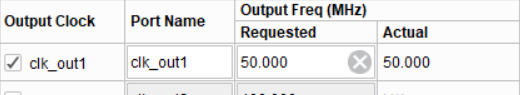 Output Clock Port Name Output Freq (MHz)
Requested Actual
clk_out1 clk_out1 50.000 50.000